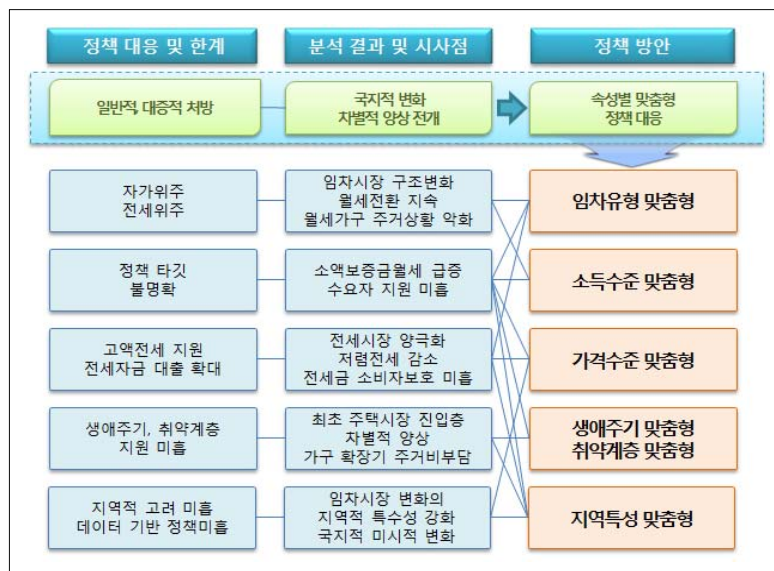 정책 대응 및 한계
분석 결과 및 시사점
정책 방안
일반적, 대증적 처방
국지적 변화
차별적 양상 전개
속성별 맞춤형
정책 대응
자가위주
전세위주
임차시장 구조변화
월세전환 지속
월세가구 주거상황 악화
임차유형 맞춤형
정책 타깃
불명확
소액보증금월세 급증
수요자 지원 미흡
소득수준 맞춤형
고액전세 지원
전세자금 대출 확대
전세시장 양극화
저렴전세 감소
전세금 소비자보호 미흡
가격수준 맞춤형
생애주기, 취약계층
지원 미흡
최초 주택시장 진입층
차별적 양상
가구 확장기 주거비부담
생애주기 맞춤형
취약계층 맞춤형
지역적 고려 미흡
데이터 기반 정책미흡
임차시장 변화의
지역적 특수성 강화
국지적 미시적 변화
지역특성 맞춤형